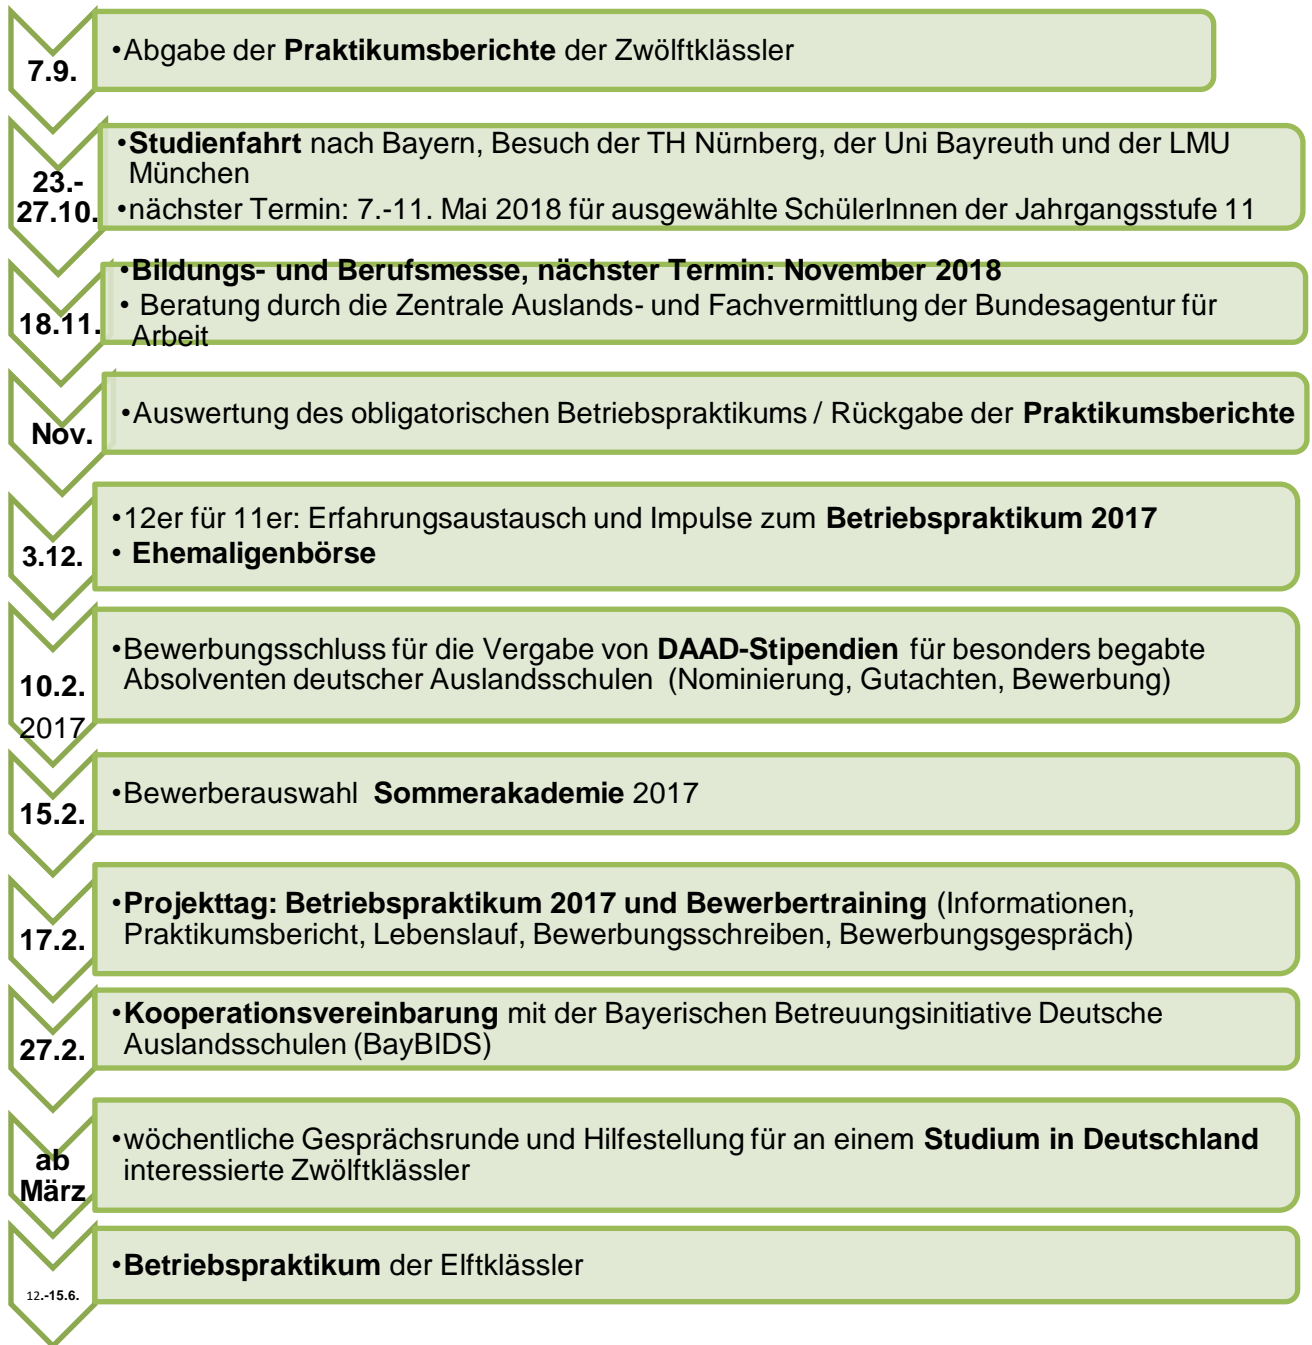 7.9.
•Abgabe der Praktikumsberichte der Zwölftklässler
23.-
27.10.
•Studienfahrt nach Bayern, Besuch der TH Nürnberg, der Uni Bayreuth und der LMU
München
•nächster Termin: 7.-11. Mai 2018 für ausgewählte SchülerInnen der Jahrgangsstufe 11
18.11.
•Bildungs- und Berufsmesse, nächster Termin: November 2018
• Beratung durch die Zentrale Auslands- und Fachvermittlung der Bundesagentur für
Arbeit
Nov.
•Auswertung des obligatorischen Betriebspraktikums / Rückgabe der Praktikumsberichte
3.12.
•12er für 11er: Erfahrungsaustausch und Impulse zum Betriebspraktikum 2017
• Ehemaligenbörse
10.2.
2017
•Bewerbungsschluss für die Vergabe von DAAD-Stipendien für besonders begabte
Absolventen deutscher Auslandsschulen (Nominierung, Gutachten, Bewerbung)
15.2.
•Bewerberauswahl Sommerakademie 2017
17.2.
•Projekttag: Betriebspraktikum 2017 und Bewerbertraining (Informationen,
Praktikumsbericht, Lebenslauf, Bewerbungsschreiben, Bewerbungsgespräch)
27.2.
•Kooperationsvereinbarung mit der Bayerischen Betreuungsinitiative Deutsche
Auslandsschulen (BayBIDS)
ab
März
•wöchentliche Gesprächsrunde und Hilfestellung für an einem Studium in Deutschland
interessierte Zwölftklässler
12.-15.6.
•Betriebspraktikum der Elftklässler